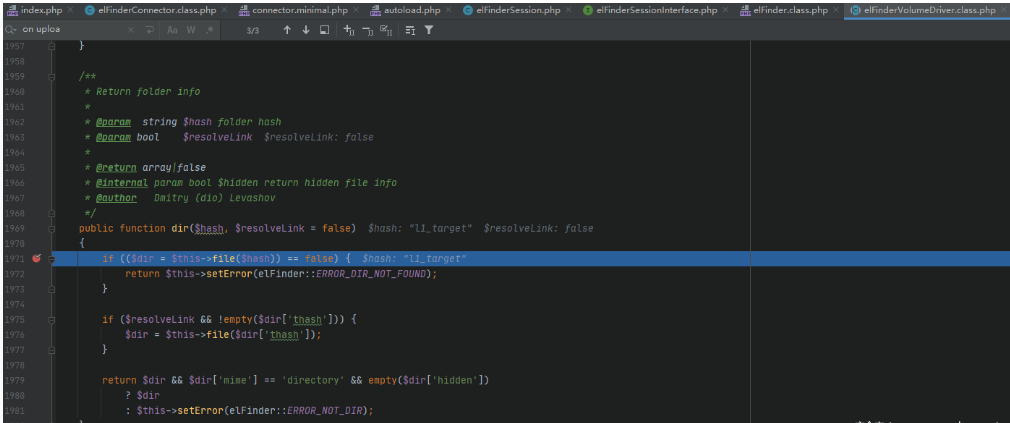 index.php × elFinderConnector.class.php × connector.minimal.php × autoload.php × elFinderSession.php × elFinderSessionInterface.php × elFinder.class.php × elFinderVolumeDriver.class.php ×
on uploa × Aa W .* 3/3
1957 }
1958
1959 /**
1960 * Return folder info
1961 *
1962 * @param string $hash folder hash
1963 * @param bool $resolveLink $resolveLink: false
1964 *
1965 * @return array|false
1966 * @internal param bool $hidden return hidden file info
1967 * @author Dmitry (dio) Levashov
1968 */
1969 public function dir($hash, $resolveLink = false) $hash: "l1_target" $resolveLink: false
1970 {
1971 if (($dir = $this->file($hash)) == false) { $hash: "l1_target"
1972 return $this->setError(elFinder::ERROR_DIR_NOT_FOUND);
1973 }
1974
1975 if ($resolveLink && !empty($dir['thash'])) {
1976 $dir = $this->file($dir['thash']);
1977 }
1978
1979 return $dir && $dir['mime'] == 'directory' && empty($dir['hidden'])
1980 ? $dir
1981 : $this->setError(elFinder::ERROR_NOT_DIR);